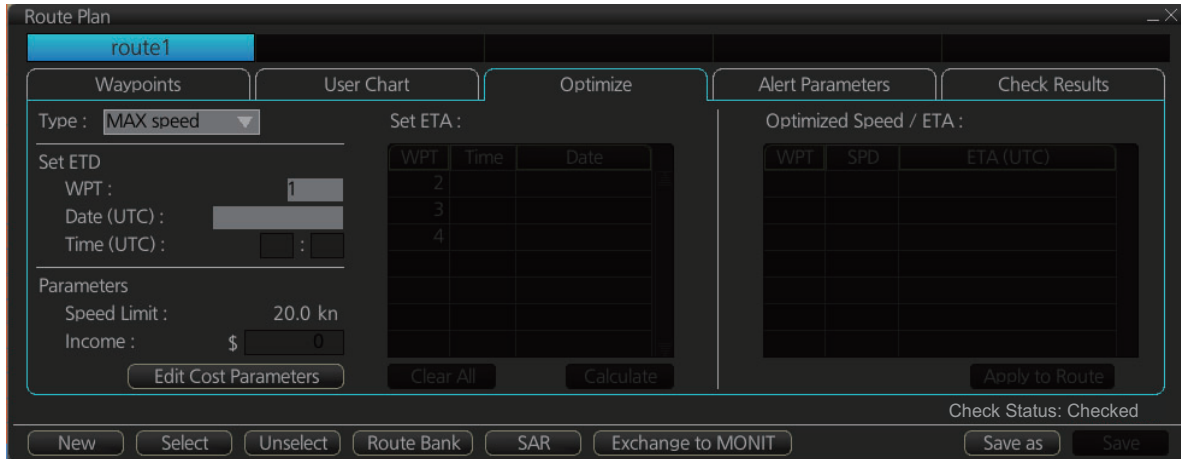 Route Plan
route1
Waypoints User Chart Optimize Alert Parameters Check Results
Type : MAX speed Set ETA : Optimized Speed / ETA :
Set ETD WPT Time Date WPT SPD ETA (UTC)
WPT : 1 2
Date (UTC) : 3
Time (UTC) : : 4
Parameters
Speed Limit : 20.0 kn
Income : $ 0
Edit Cost Parameters Clear All Calculate Apply to Route
Check Status: Checked
New Select Unselect Route Bank SAR Exchange to MONIT Save as Save